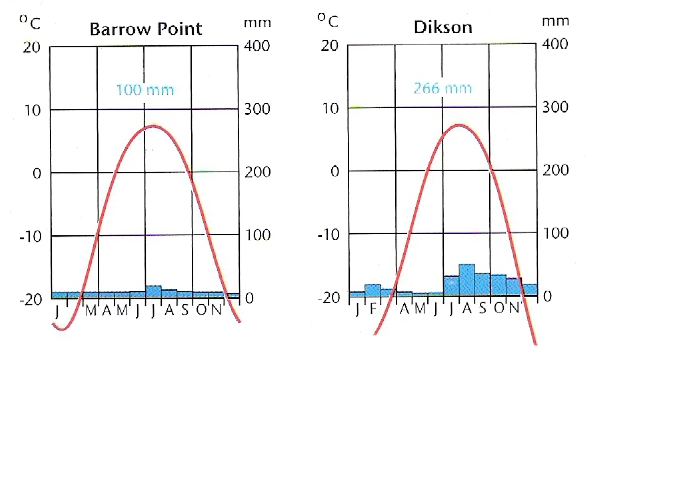 °C Barrow Point mm
20 400
100 mm
10 300
0 200
-10 100
-20 0
J M A M J J A S O N
°C Dikson mm
20 400
266 mm
10 300
0 200
-10 100
-20 0
J F A M J J A S O N